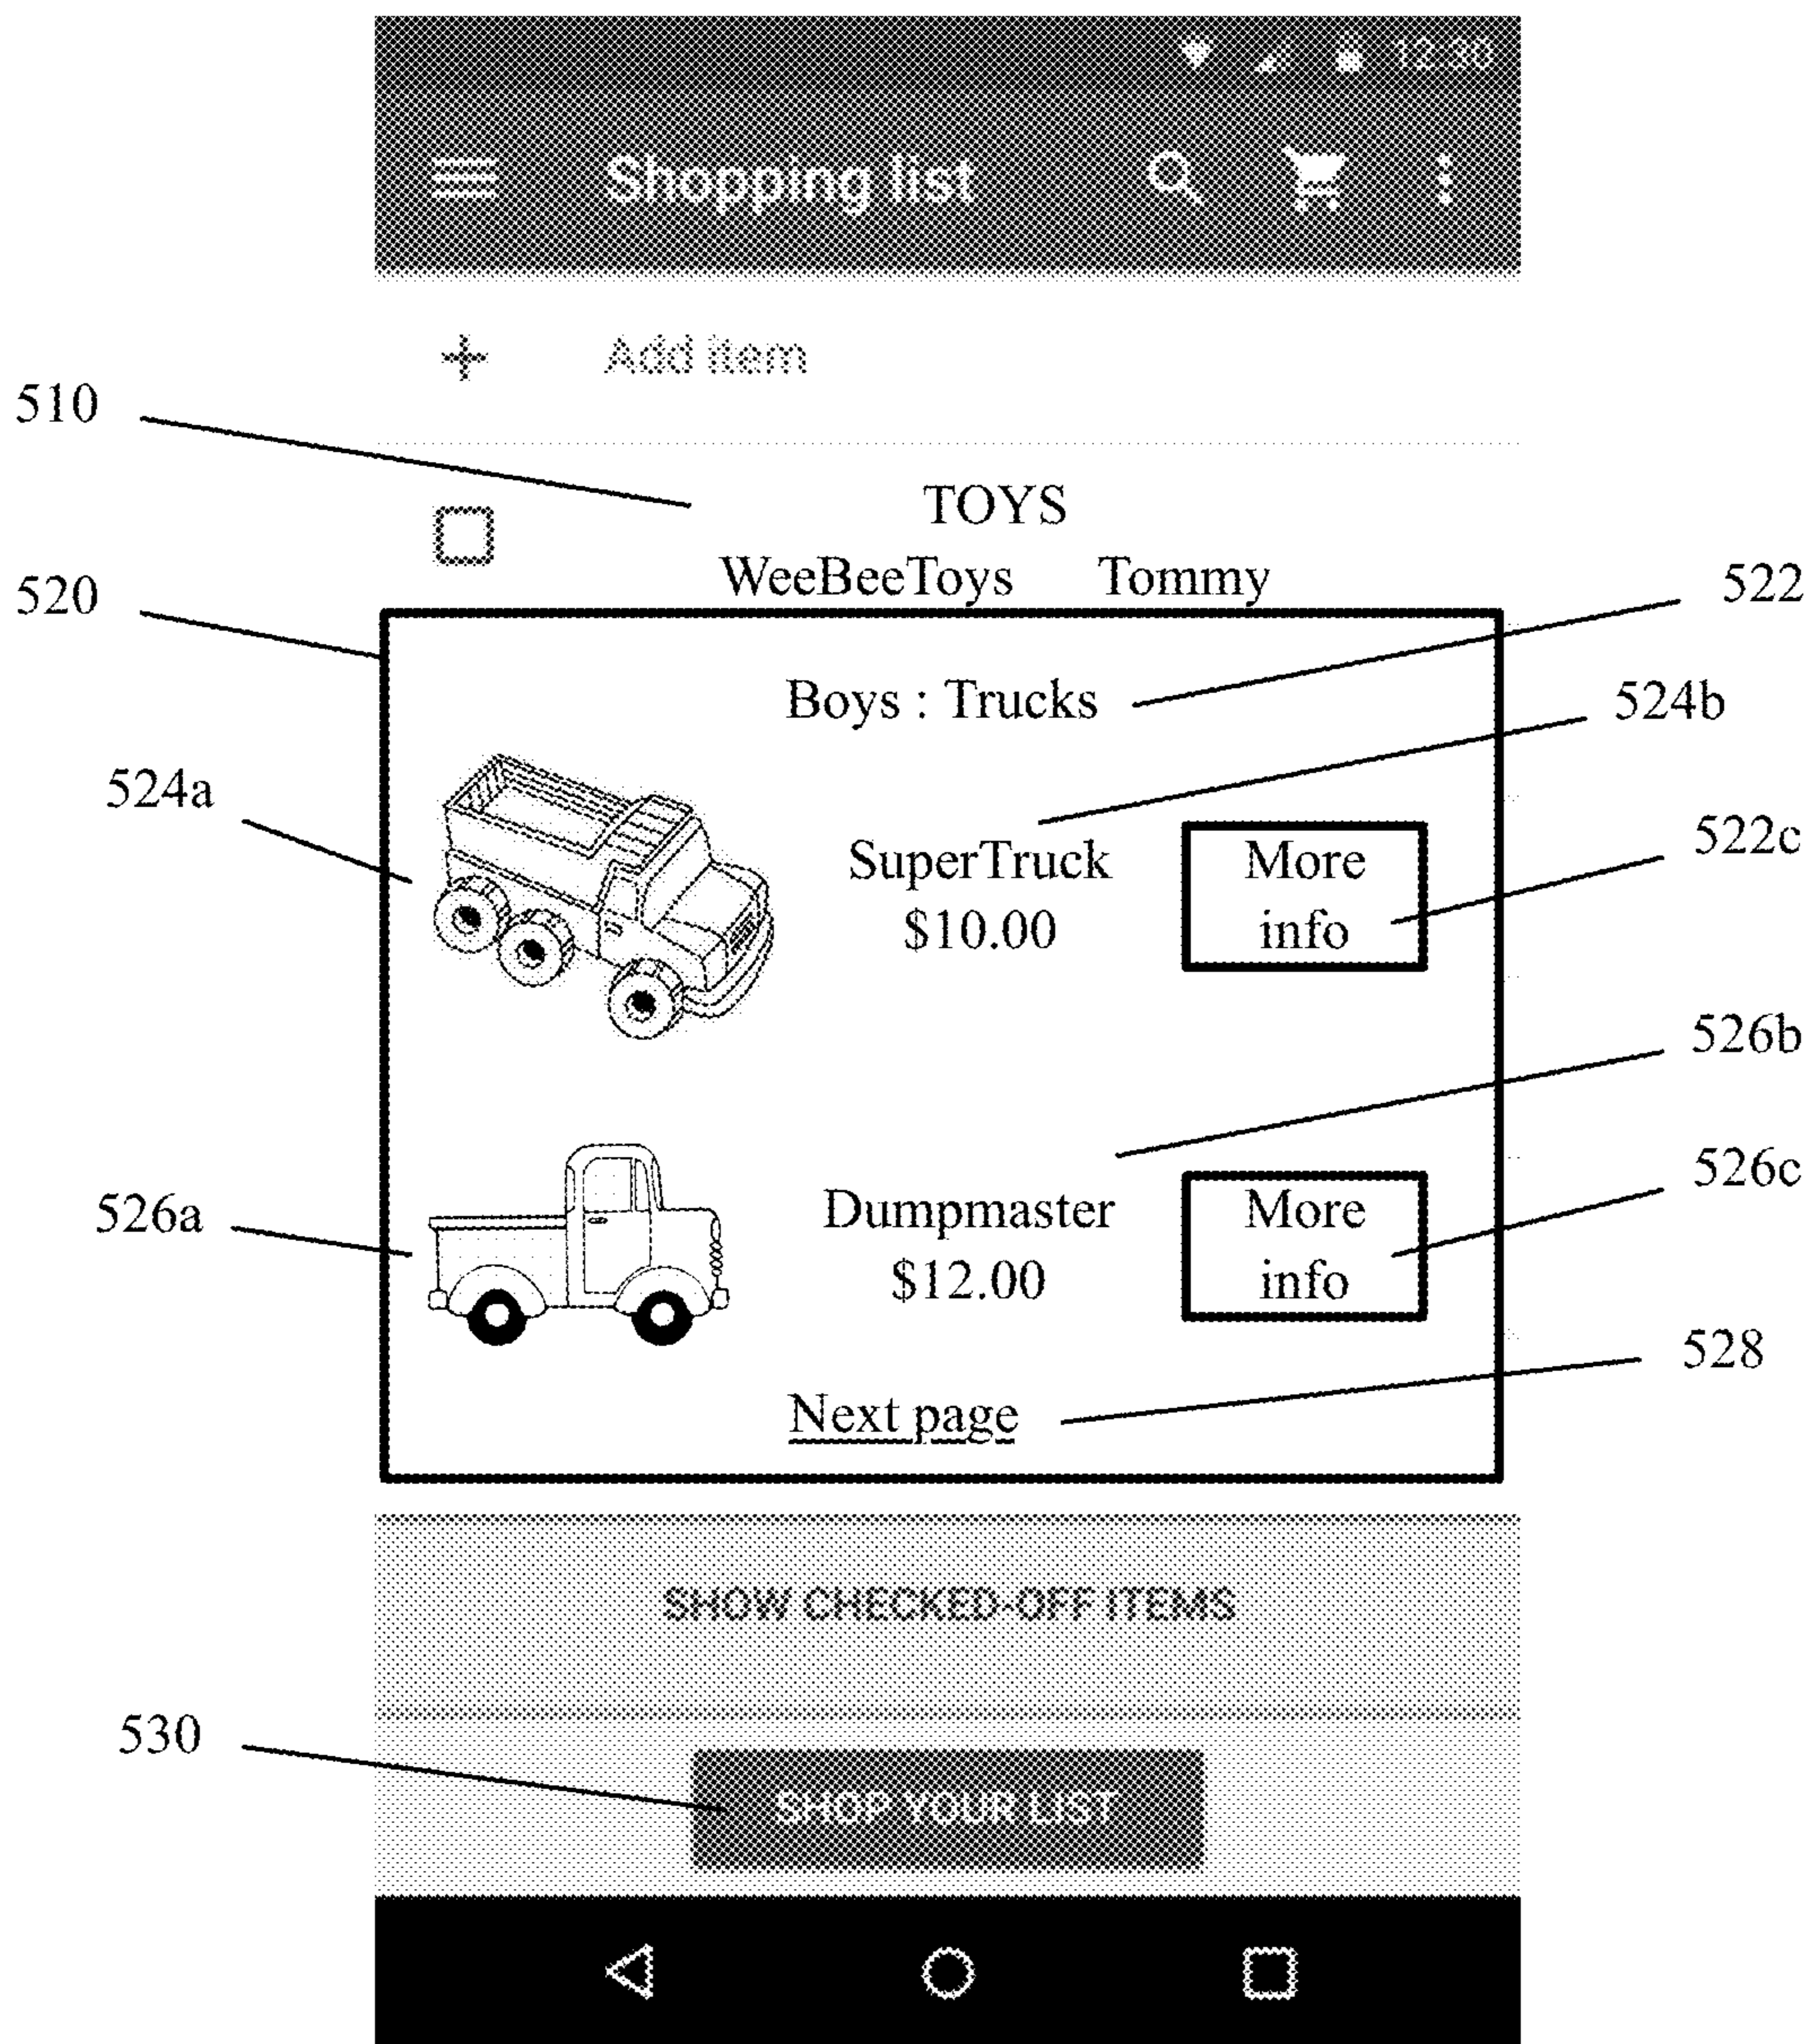 12:30
Shopping list
Add item
510
TOYS
WeeBeeToys Tommy
520
522
Boys : Trucks
524b
524a
SuperTruck
$10.00
More
info
522c
526b
526a
Dumpmaster
$12.00
More
info
526c
528
Next page
SHOW CHECKED-OFF ITEMS
530
SHOP YOUR LIST